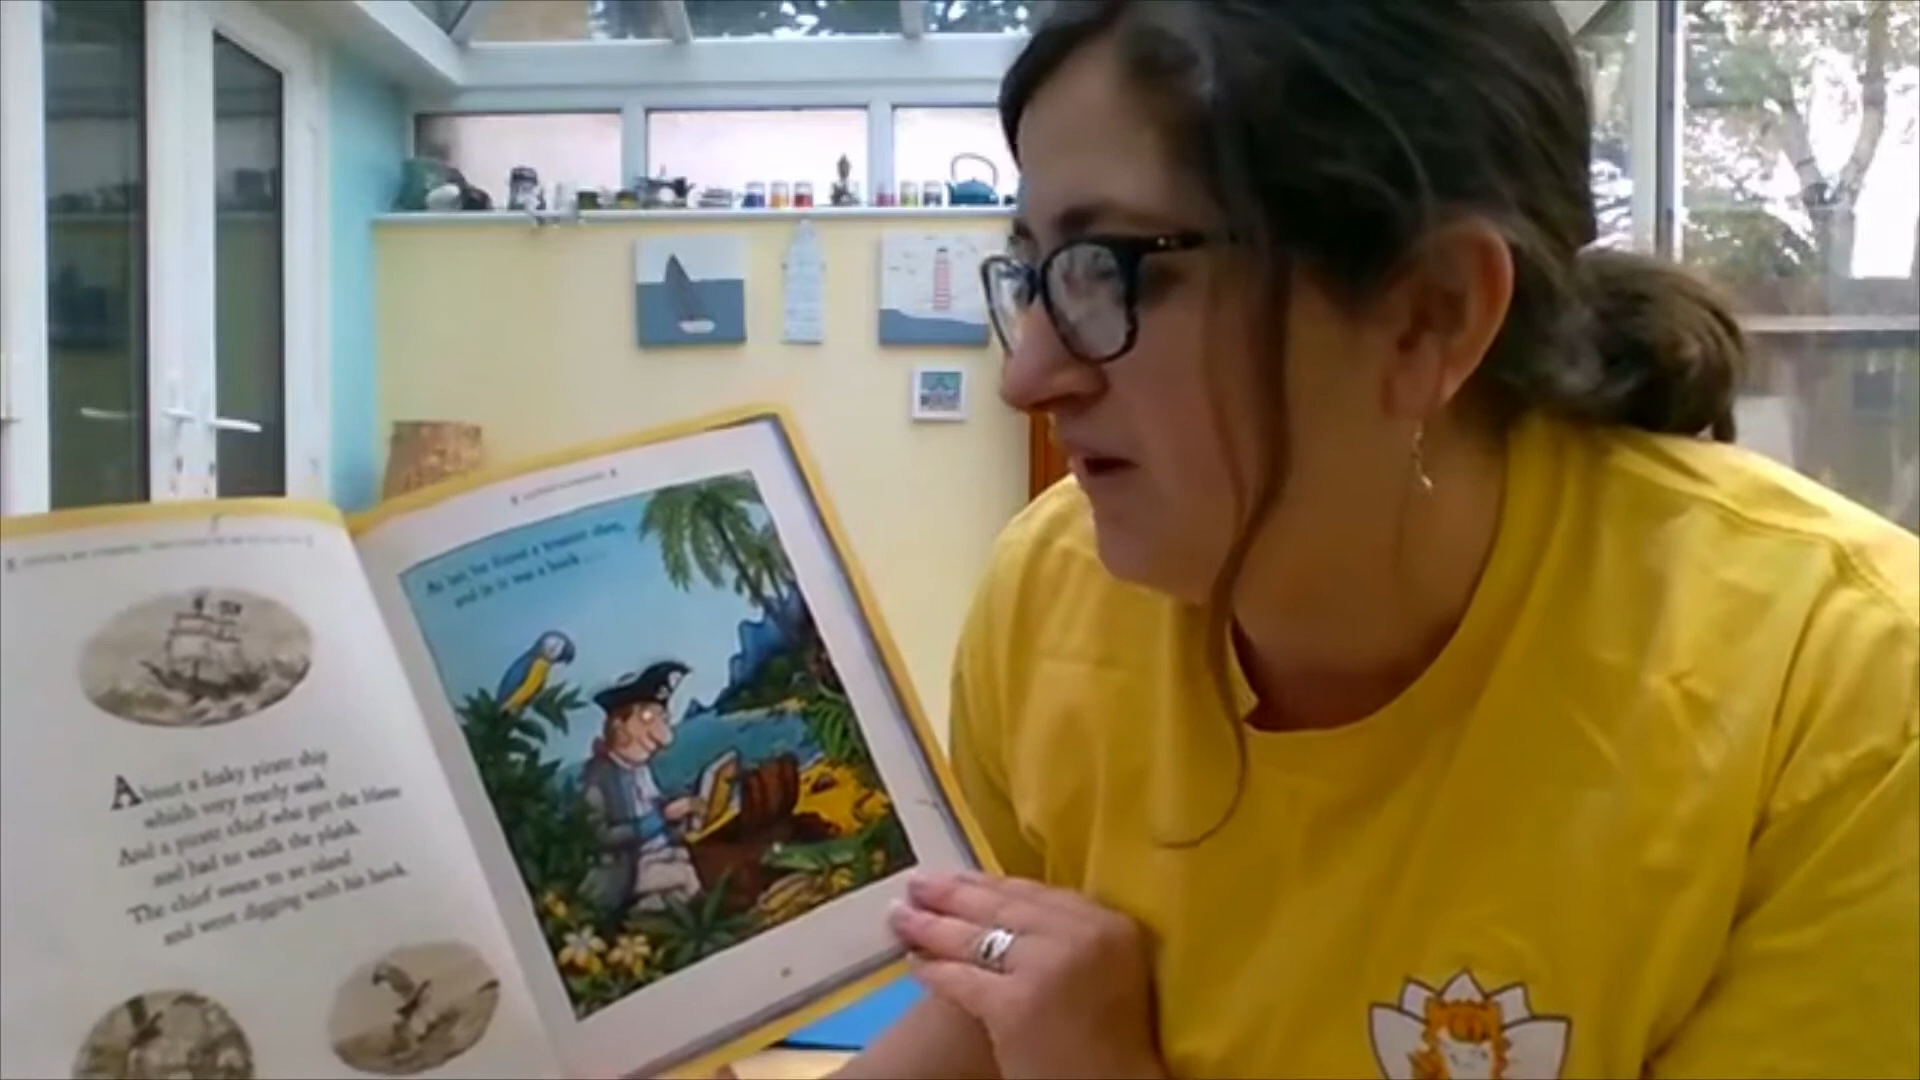 About a leaky pirate ship
which very nearly sank
And a pirate chief who got the blame
and had to walk the plank.
The chief swam to an island
and went digging with his hook.
At last he found a treasure chest,
and in it was a book . . .